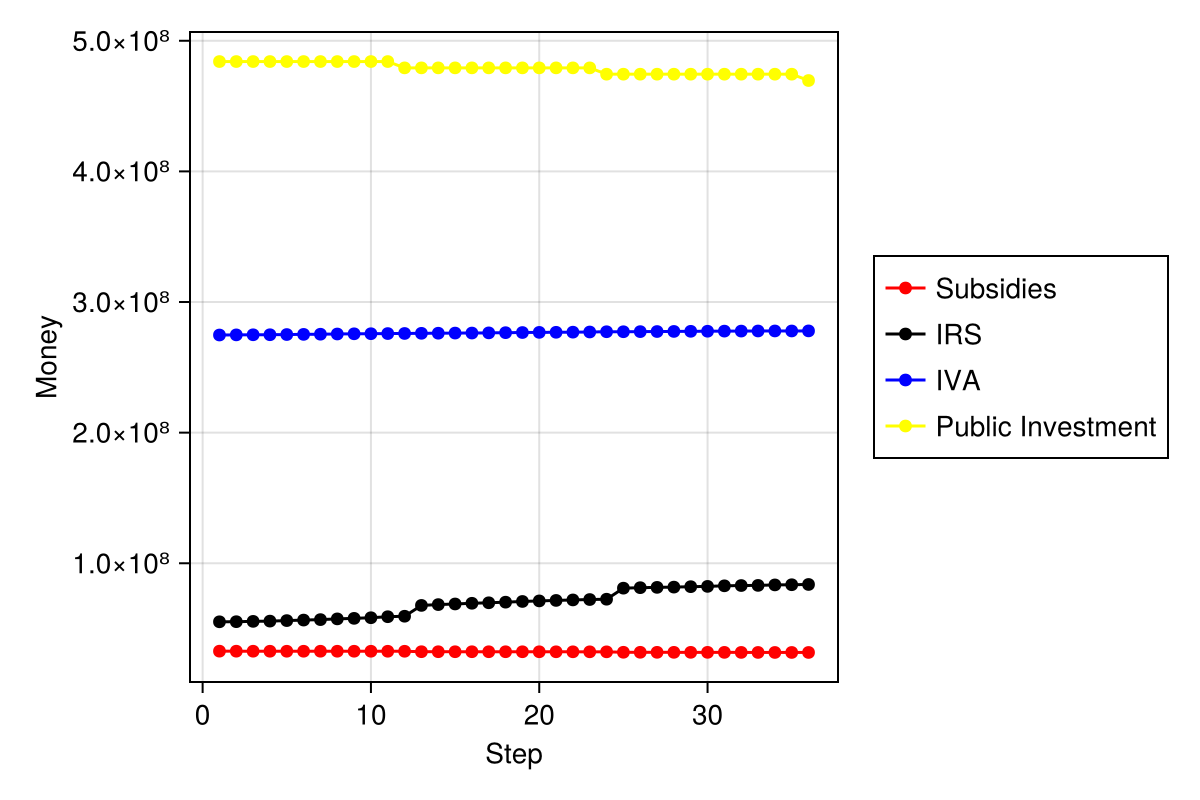 5.0×10⁸
4.0×10⁸
3.0×10⁸
2.0×10⁸
1.0×10⁸
Money
0 10 20 30
Step
Subsidies
IRS
IVA
Public Investment